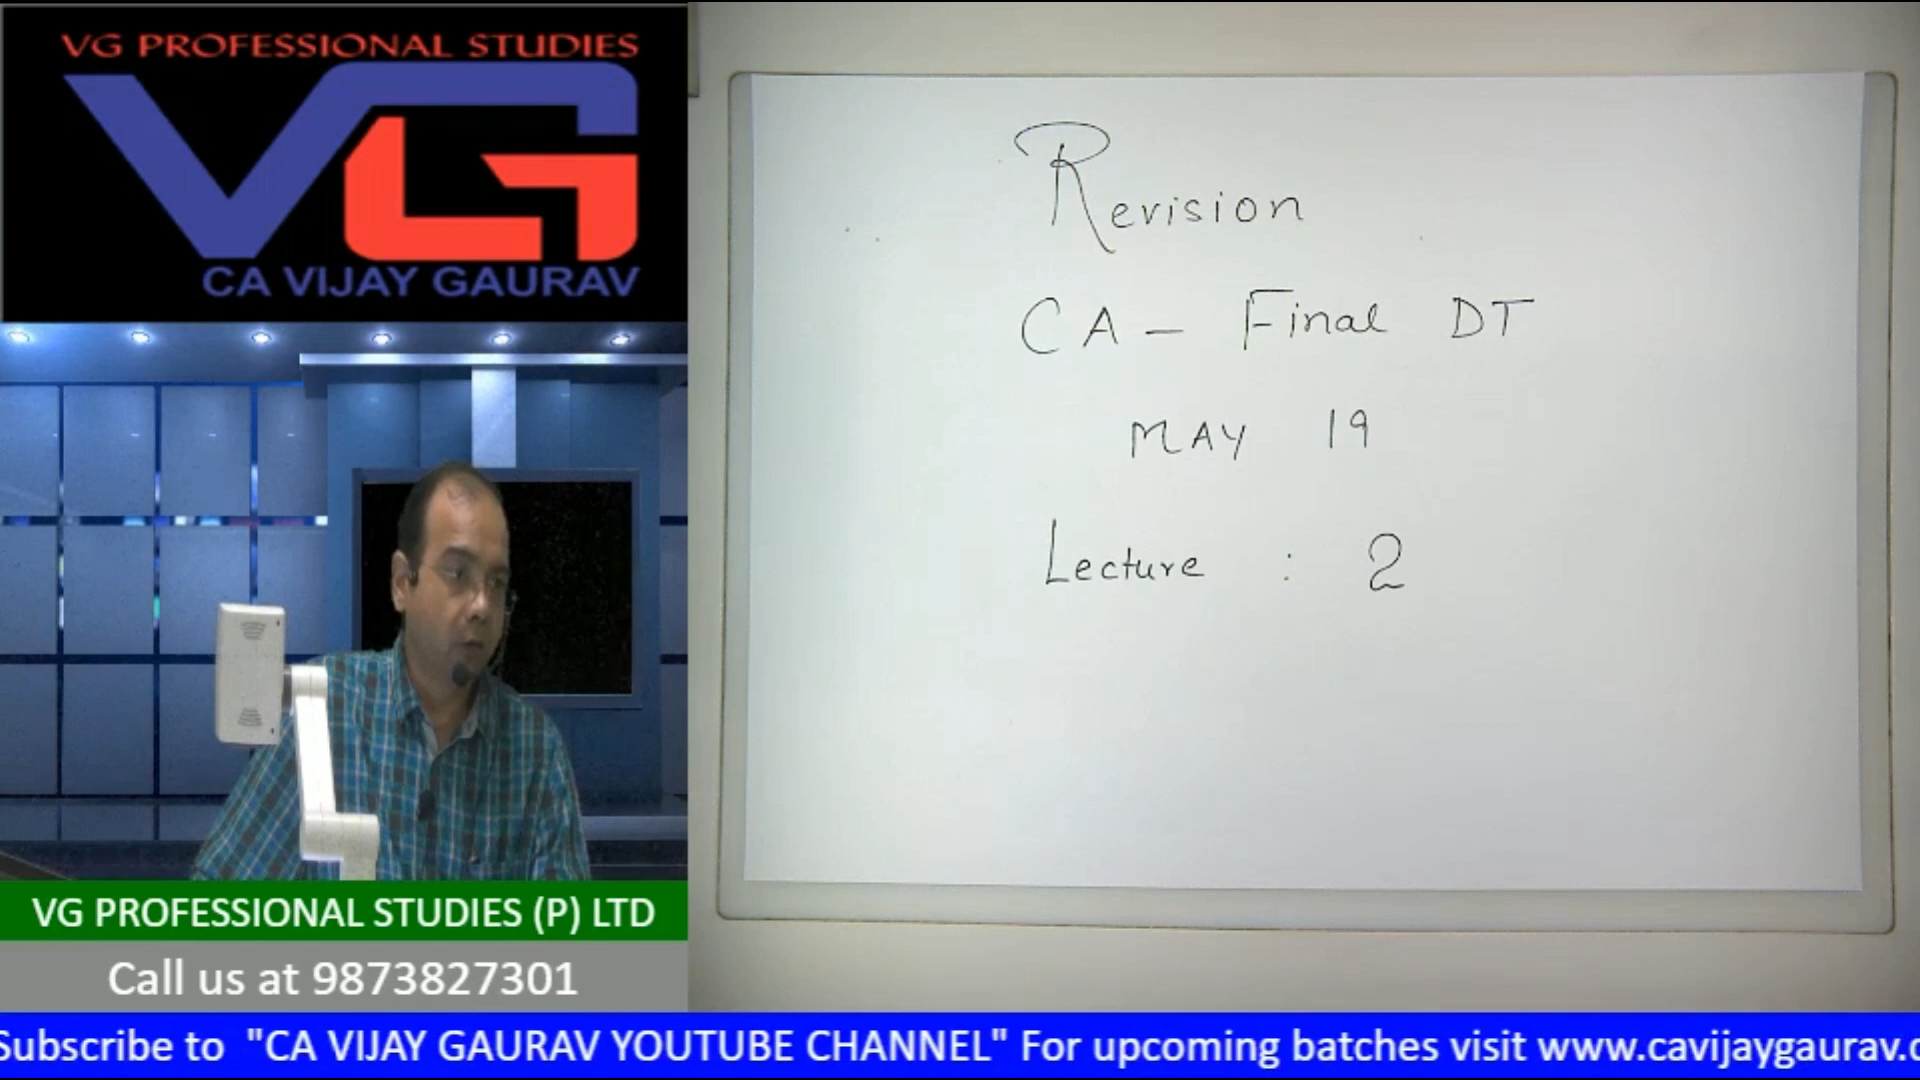 VG PROFESSIONAL STUDIES
VG
CA VIJAY GAURAV
Revision
CA - Final DT
MAY 19
Lecture : 2
VG PROFESSIONAL STUDIES (P) LTD
Call us at 9873827301
Subscribe to "CA VIJAY GAURAV YOUTUBE CHANNEL" For upcoming batches visit www.cavijaygaurav.c